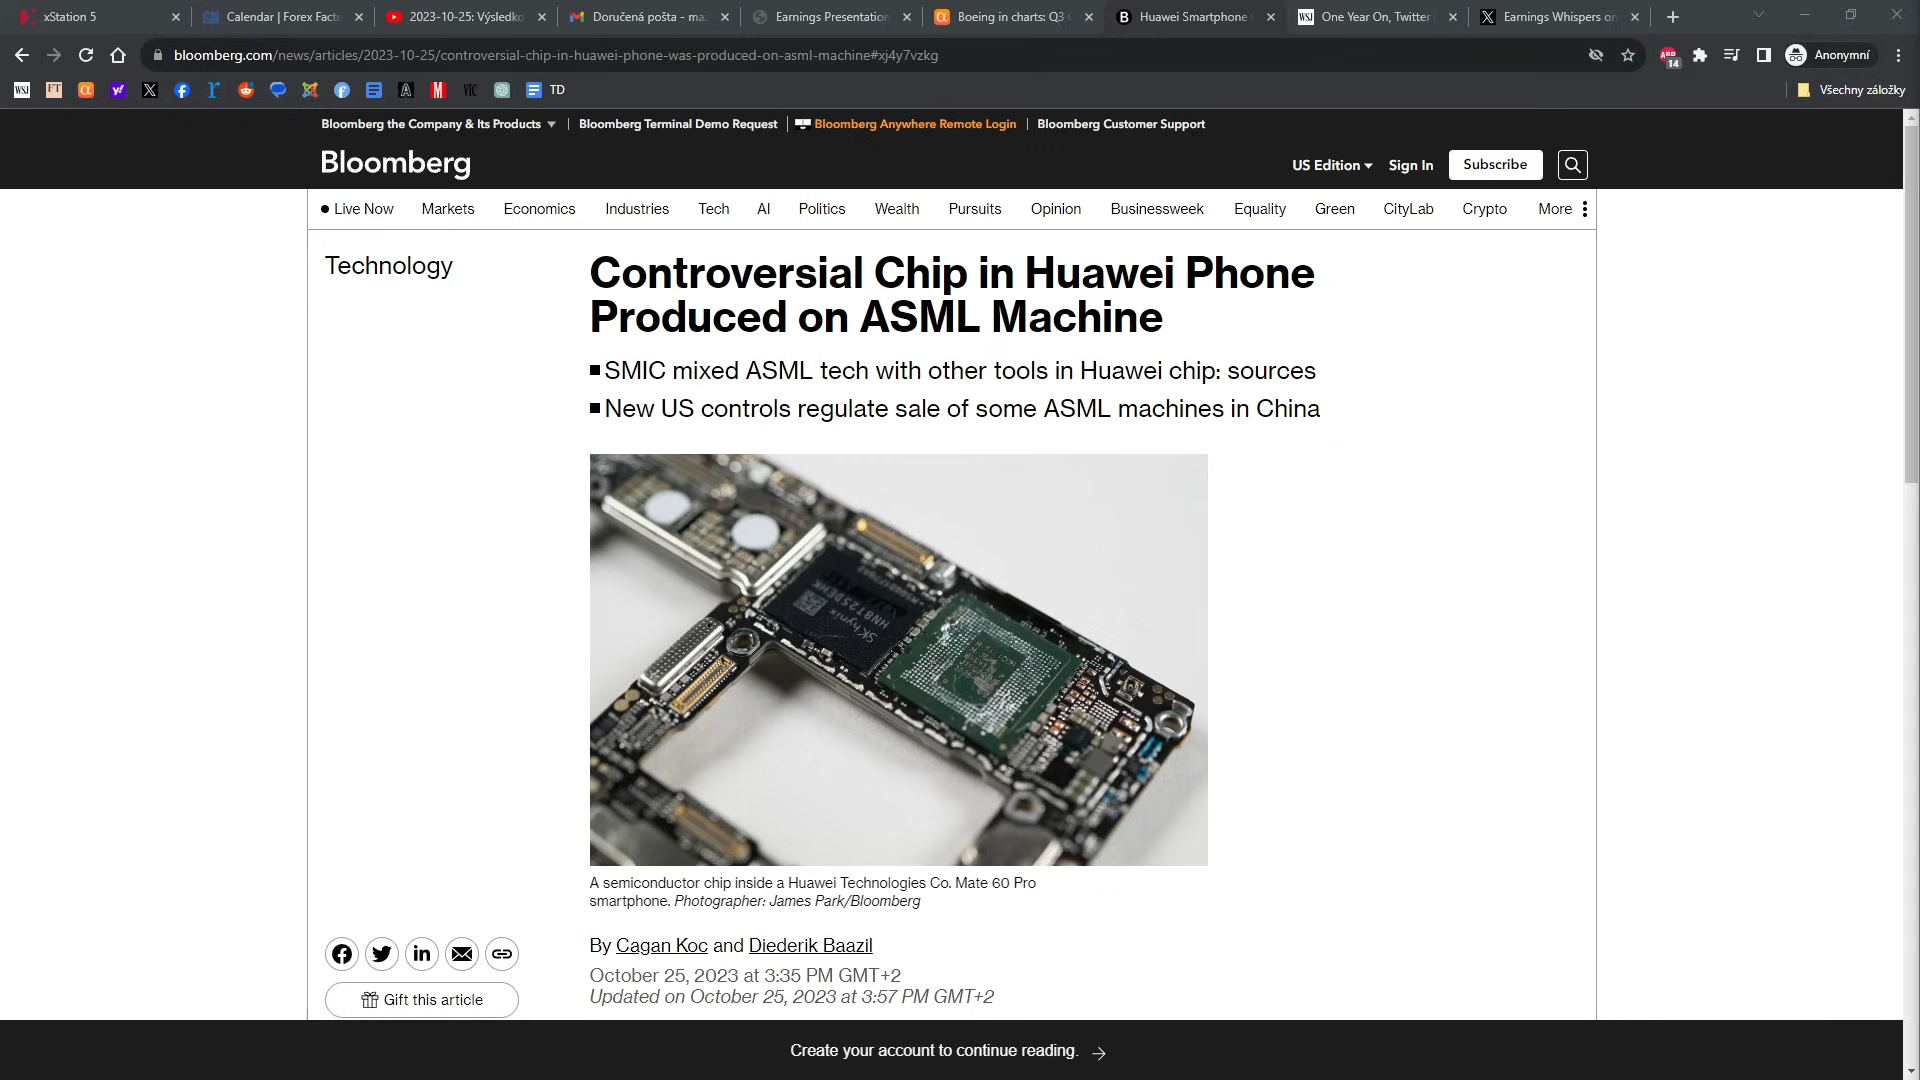 xStation 5
Calendar | Forex Factc
2023-10-25: Výsledko
Doručená pošta - ma
Earnings Presentation
Boeing in charts: Q3
Huawei Smartphone
One Year On, Twitter
Earnings Whispers on
bloomberg.com/news/articles/2023-10-25/controversial-chip-in-huawei-phone-was-produced-on-asml-machine#xj4y7vzkg
ABP
14
Anonymní
WSJ
FT
VIC
TD
Všechny záložky
Bloomberg the Company & Its Products
Bloomberg Terminal Demo Request
Bloomberg Anywhere Remote Login
Bloomberg Customer Support
Bloomberg
US Edition
Sign In
Subscribe
Live Now
Markets
Economics
Industries
Tech
AI
Politics
Wealth
Pursuits
Opinion
Businessweek
Equality
Green
CityLab
Crypto
More
Technology
Controversial Chip in Huawei Phone
Produced on ASML Machine
SMIC mixed ASML tech with other tools in Huawei chip: sources
New US controls regulate sale of some ASML machines in China
SK hynix
A semiconductor chip inside a Huawei Technologies Co. Mate 60 Pro
smartphone. Photographer: James Park/Bloomberg
By Cagan Koc and Diederik Baazil
October 25, 2023 at 3:35 PM GMT+2
Updated on October 25, 2023 at 3:57 PM GMT+2
Gift this article
Create your account to continue reading.